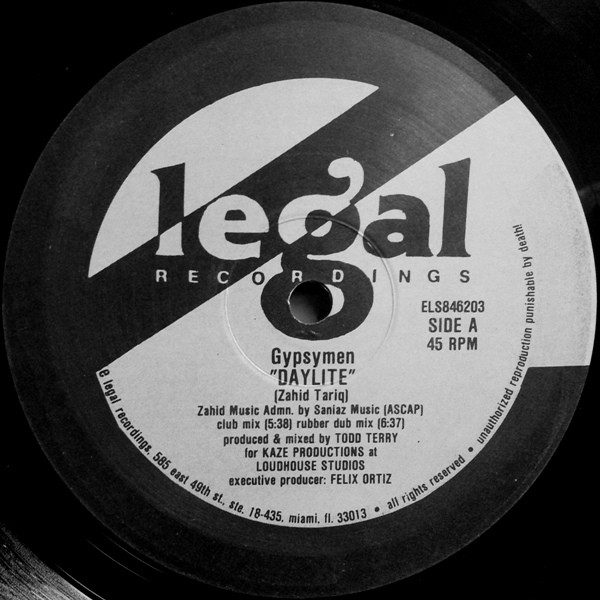 legal
RECORDINGS
ELS846203
SIDE A
45 RPM
Gypsymen
"DAYLITE"
(Zahid Tariq)
Zahid Music Admn. by Saniaz Music (ASCAP)
club mix (5:38) rubber dub mix (6:37)
produced & mixed by TODD TERRY
for KAZE PRODUCTIONS at
LOUDHOUSE STUDIOS
executive producer: FELIX ORTIZ
℗ legal recordings, 585 east 49th st., ste. 18-435, miami, fl. 33013 • all rights reserved • unauthorized reproduction punishable by death!